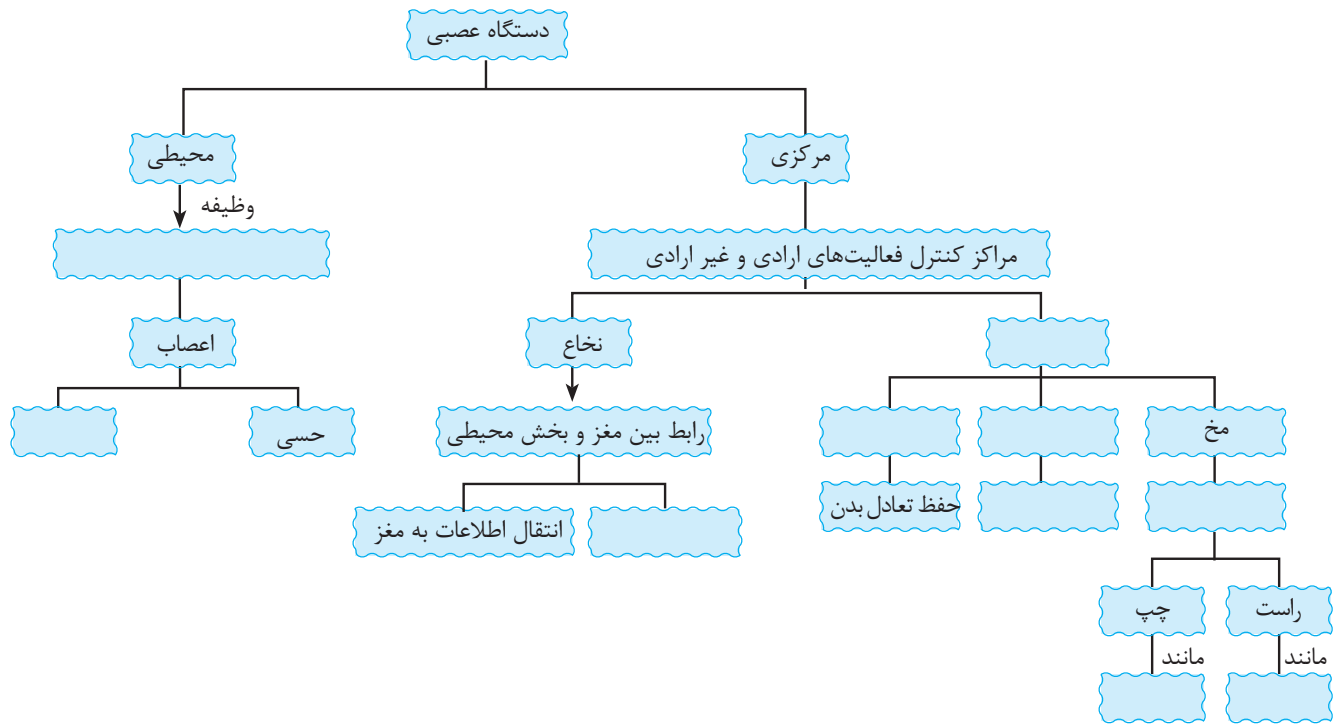 دستگاه عصبی
مرکزی
محیطی
وظیفه
مراکز کنترل فعالیت‌های ارادی و غیر ارادی
نخاع
اعصاب
مخ
رابط بین مغز و بخش محیطی
حسی
حفظ تعادل بدن
انتقال اطلاعات به مغز
راست
چپ
مانند
مانند